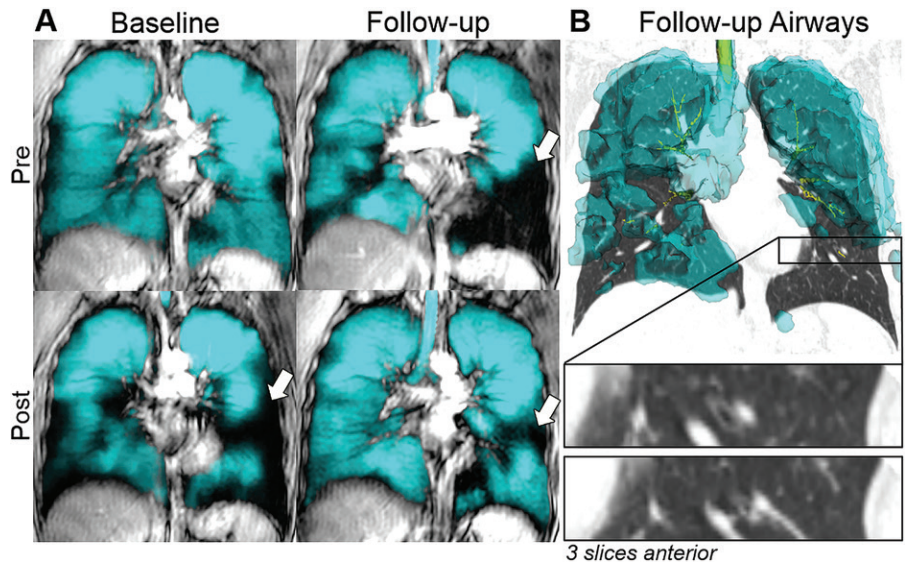 A
Baseline
Follow-up
B
Follow-up Airways
Pre
Post
3 slices anterior